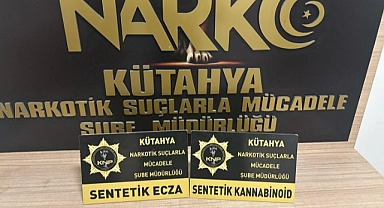 NARKO
KÜTAHYA
NARKOTİK SUÇLARLA MÜCADELE
ŞUBE MÜDÜRLÜĞÜ
KÜTAHYA
NARKOTİK SUÇLARLA
MÜCADELE
ŞUBE MÜDÜRLÜĞÜ
SENTETİK ECZA
KÜTAHYA
NARKOTİK SUÇLARLA
MÜCADELE
ŞUBE MÜDÜRLÜĞÜ
SENTETİK KANNABİNOİD